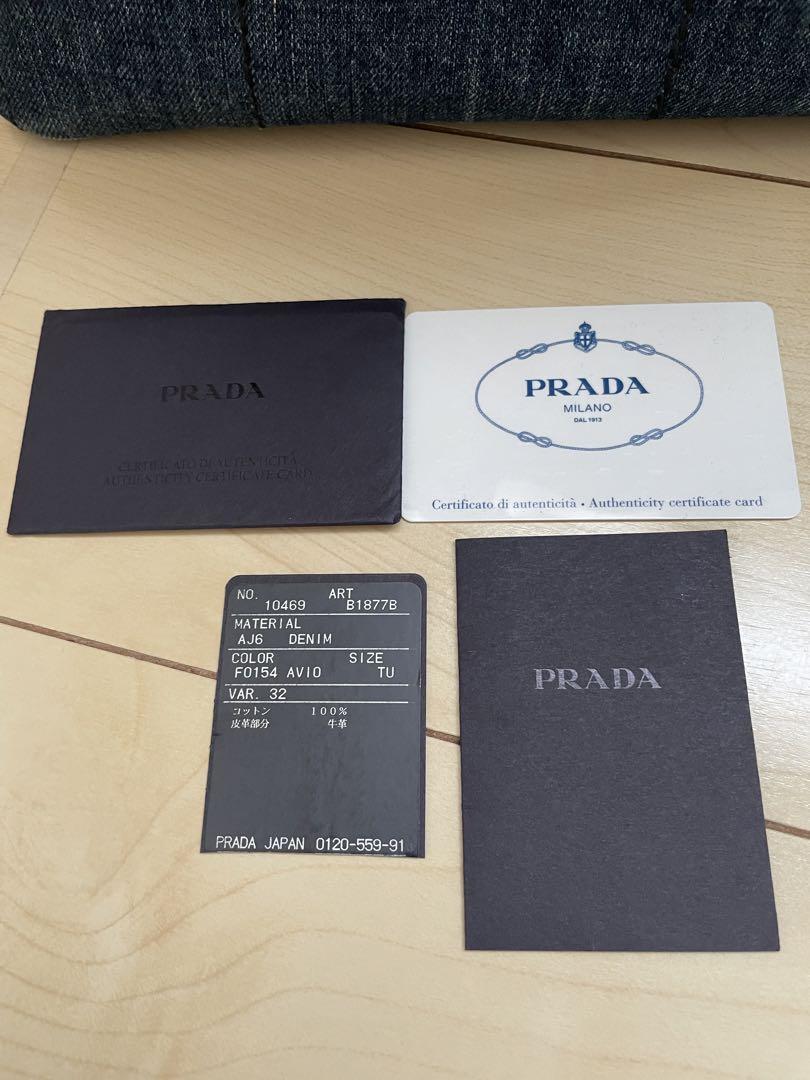 PRADA
CERTIFICATO DI AUTENTICITÀ
AUTHENTICITY CERTIFICATE CARD
PRADA
MILANO
DAL 1913
Certificato di autenticità • Authenticity certificate card
NO. ART
10469 B1877B
MATERIAL
AJ6 DENIM
COLOR SIZE
F0154 AVIO TU
VAR. 32
コットン 100%
皮革部分 牛革
PRADA JAPAN 0120-559-91
PRADA